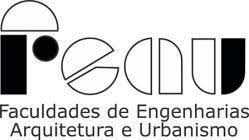 feau
Faculdades de Engenharias
Arquitetura e Urbanismo